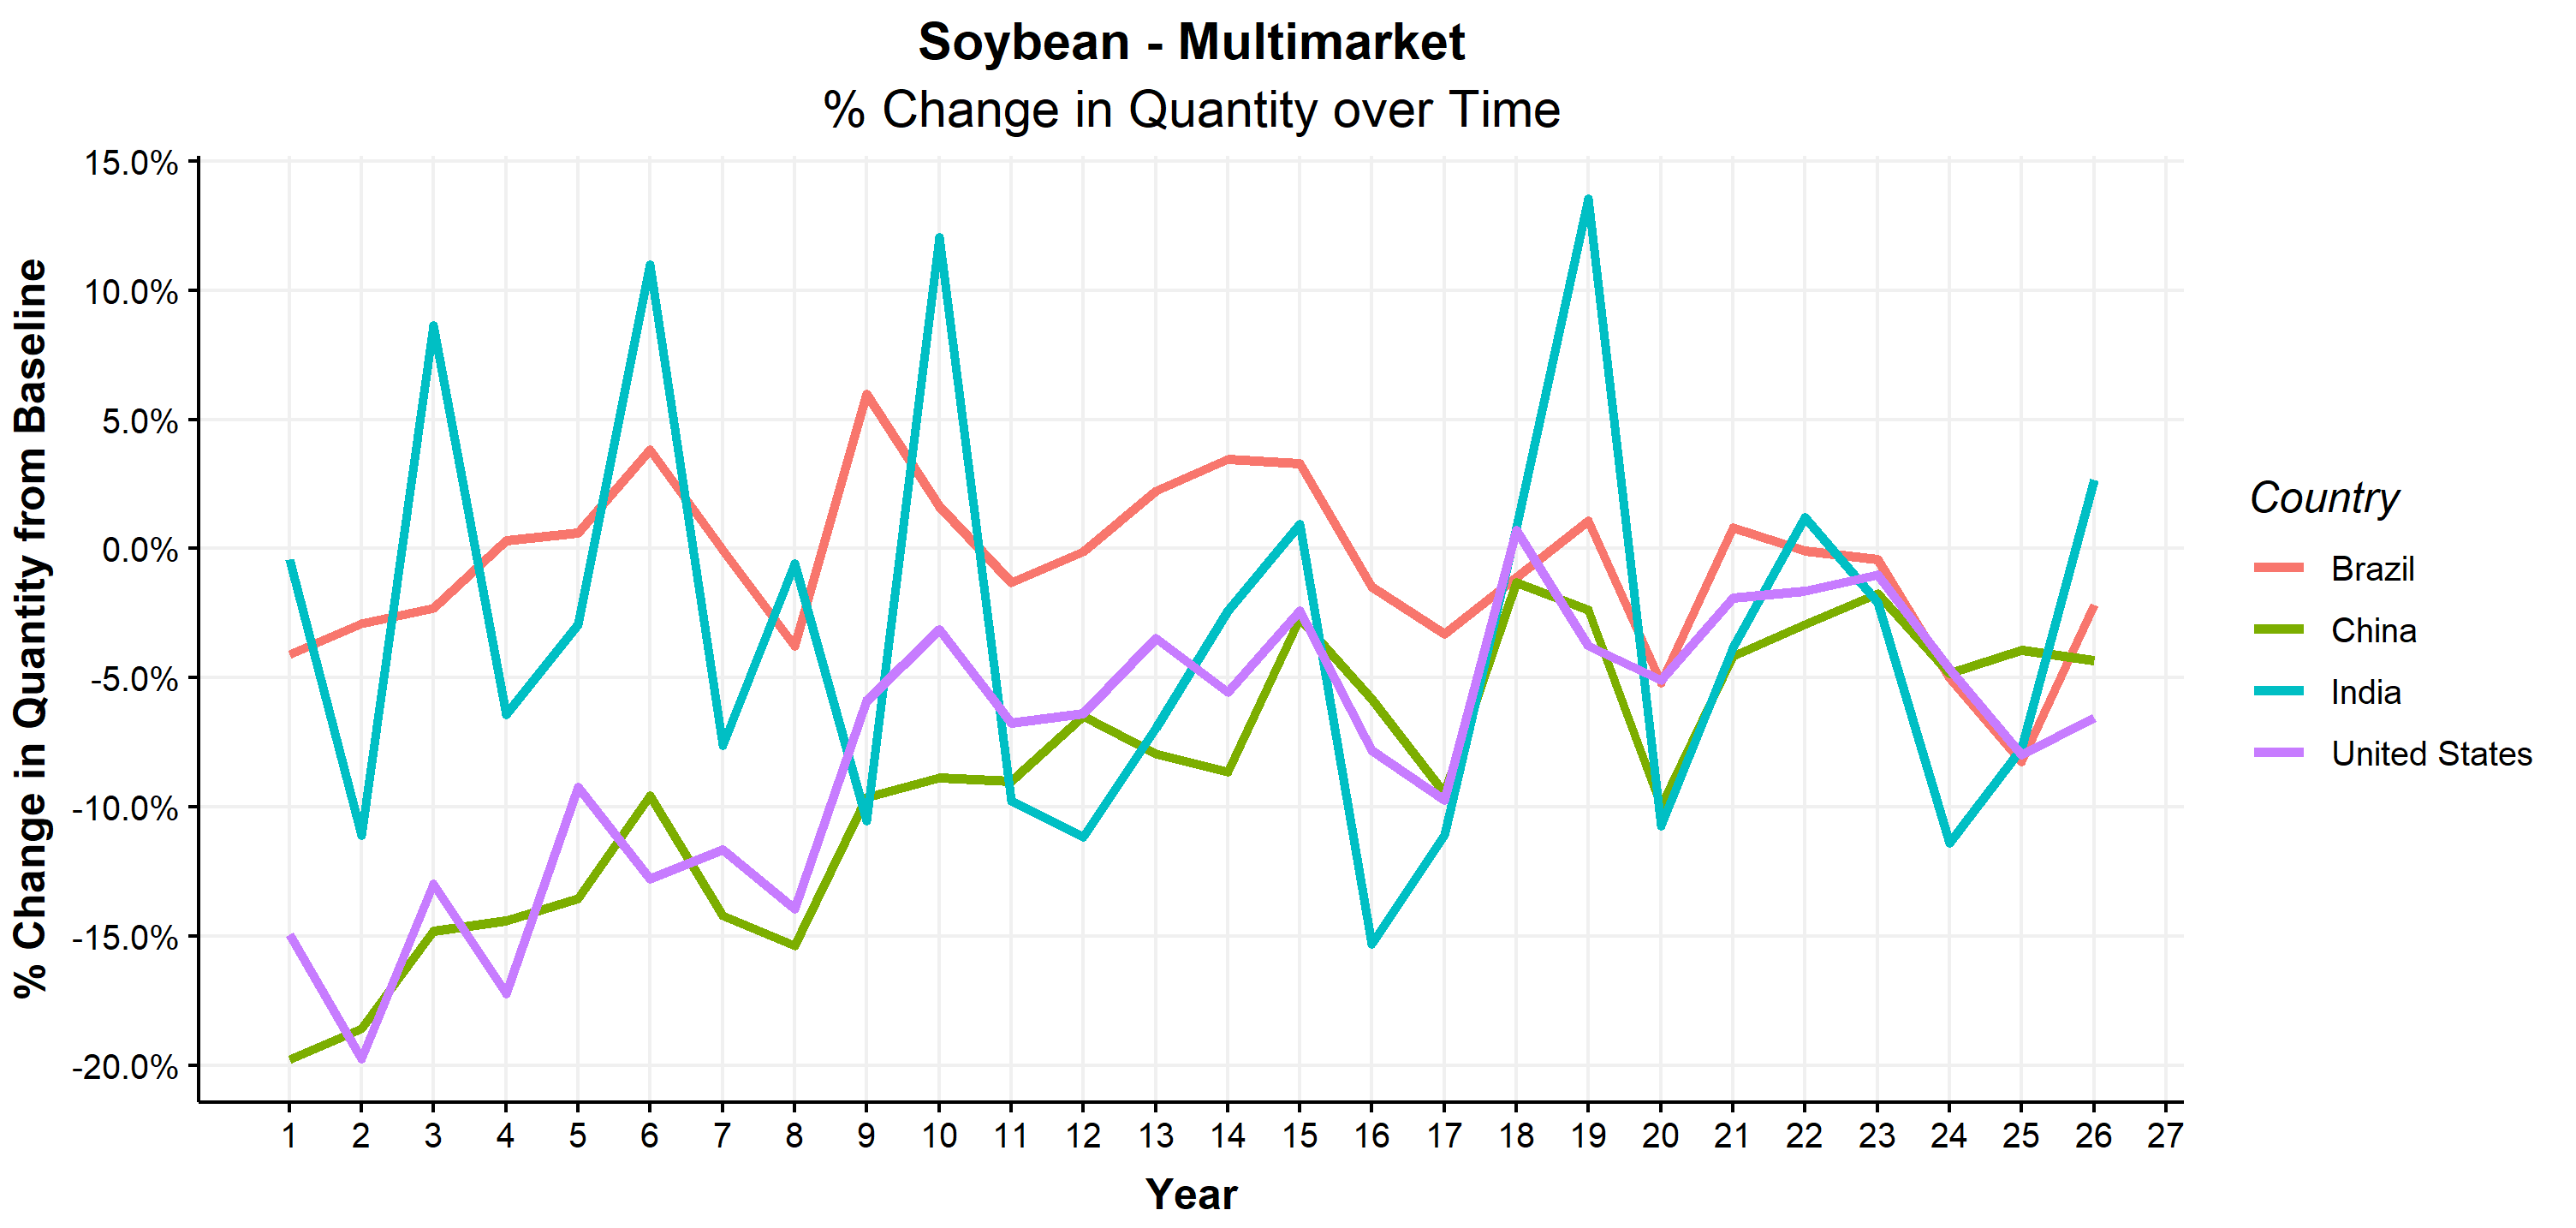 Soybean - Multimarket
% Change in Quantity over Time
% Change in Quantity from Baseline
15.0%
10.0%
5.0%
0.0%
-5.0%
-10.0%
-15.0%
-20.0%
1 2 3 4 5 6 7 8 9 10 11 12 13 14 15 16 17 18 19 20 21 22 23 24 25 26 27
Year
Country
Brazil
China
India
United States